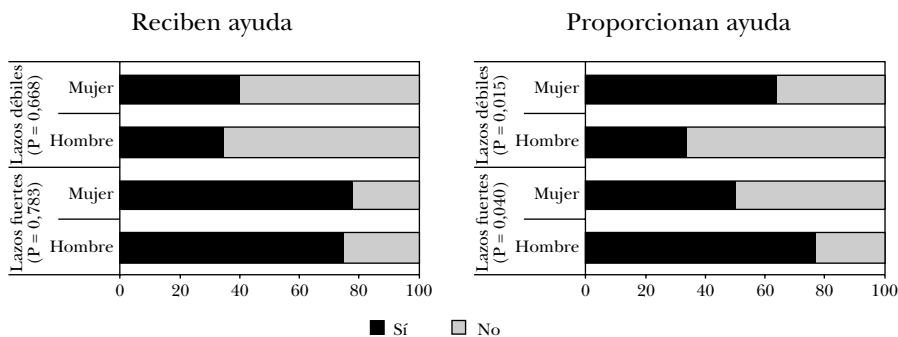 Reciben ayuda
Lazos débiles
(P = 0,668)
Mujer
Hombre
Lazos fuertes
(P = 0,783)
Mujer
Hombre
0 20 40 60 80 100
Proporcionan ayuda
Lazos débiles
(P = 0,015)
Mujer
Hombre
Lazos fuertes
(P = 0,040)
Mujer
Hombre
0 20 40 60 80 100
Sí No